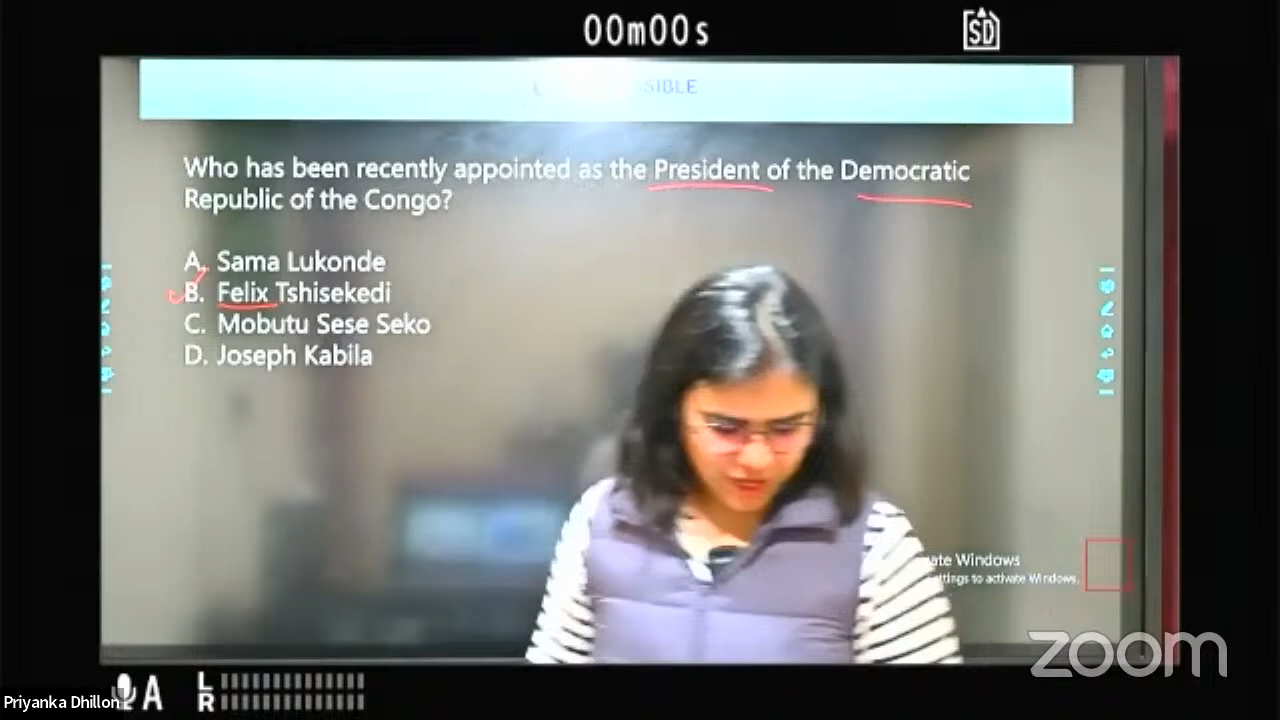 00m00s
SD
SIBLE
Who has been recently appointed as the President of the Democratic
Republic of the Congo?
A. Sama Lukonde
B. Felix Tshisekedi
C. Mobutu Sese Seko
D. Joseph Kabila
ate Windows
ettings to activate Windows.
zoom
A
L
R
Priyanka Dhillon